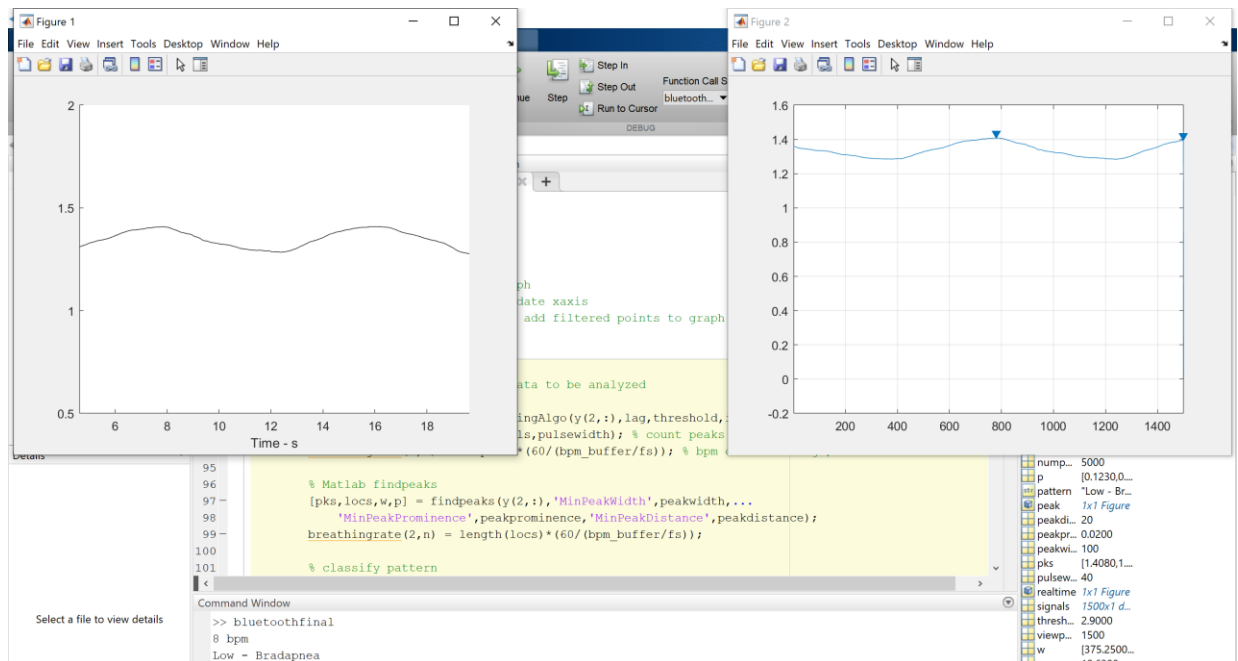 Figure 1
File Edit View Insert Tools Desktop Window Help
2
1.5
1
0.5
6 8 10 12 14 16 18
Time - s
Step In
Step Out
Step
Run to Cursor
Function Call S
bluetooth...
DEBUG
Figure 2
File Edit View Insert Tools Desktop Window Help
1.6
1.4
1.2
1
0.8
0.6
0.4
0.2
0
-0.2
200 400 600 800 1000 1200 1400
date xaxis
add filtered points to graph
ata to be analyzed
ingAlgo(y(2,:),lag,threshold,
ls,pulsewidth); % count peaks
*(60/(bpm_buffer/fs)); % bpm
95
96 % Matlab findpeaks
97 [pks,locs,w,p] = findpeaks(y(2,:),'MinPeakWidth',peakwidth,...
98 'MinPeakProminence',peakprominence,'MinPeakDistance',peakdistance);
99 breathingrate(2,n) = length(locs)*(60/(bpm_buffer/fs));
100
101 % classify pattern
Details
Select a file to view details
Command Window
>> bluetoothfinal
8 bpm
Low - Bradapnea
nump... 5000
p [0.1230,0....
pattern "Low - Br...
peak 1x1 Figure
peakdi... 20
peakpr... 0.0200
peakwi... 100
pks [1.4080,1....
pulsew... 40
realtime 1x1 Figure
signals 1500x1 d...
thresh... 2.9000
viewp... 1500
w [375.2500...